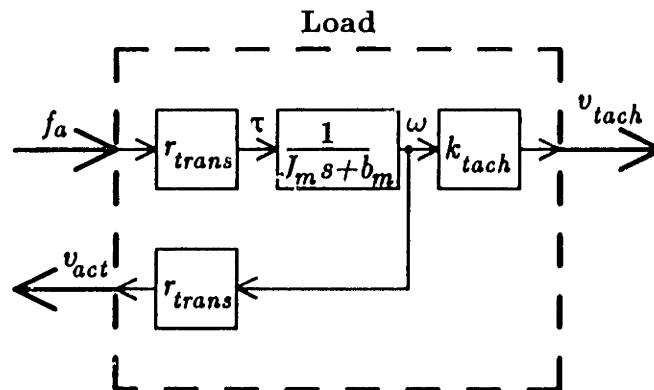 Load
f_a
r_trans
τ
1
J_m s+b_m
ω
k_tach
v_tach
v_act
r_trans